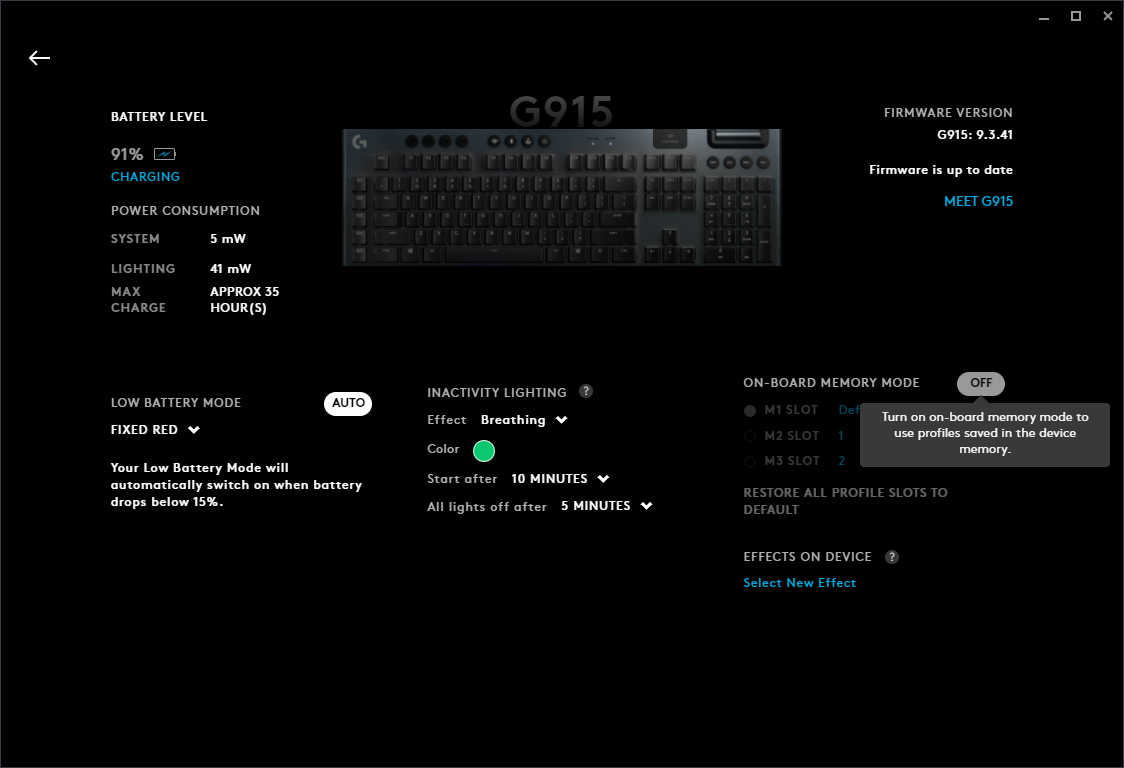 G915
BATTERY LEVEL
91%
CHARGING
POWER CONSUMPTION
SYSTEM 5 mW
LIGHTING 41 mW
MAX CHARGE APPROX 35 HOUR(S)
FIRMWARE VERSION
G915: 9.3.41
Firmware is up to date
MEET G915
LOW BATTERY MODE AUTO
FIXED RED
Your Low Battery Mode will
automatically switch on when battery
drops below 15%.
INACTIVITY LIGHTING ?
Effect Breathing
Color
Start after 10 MINUTES
All lights off after 5 MINUTES
ON-BOARD MEMORY MODE OFF
M1 SLOT
M2 SLOT 1
M3 SLOT 2
Turn on on-board memory mode to
use profiles saved in the device
memory.
RESTORE ALL PROFILE SLOTS TO
DEFAULT
EFFECTS ON DEVICE ?
Select New Effect